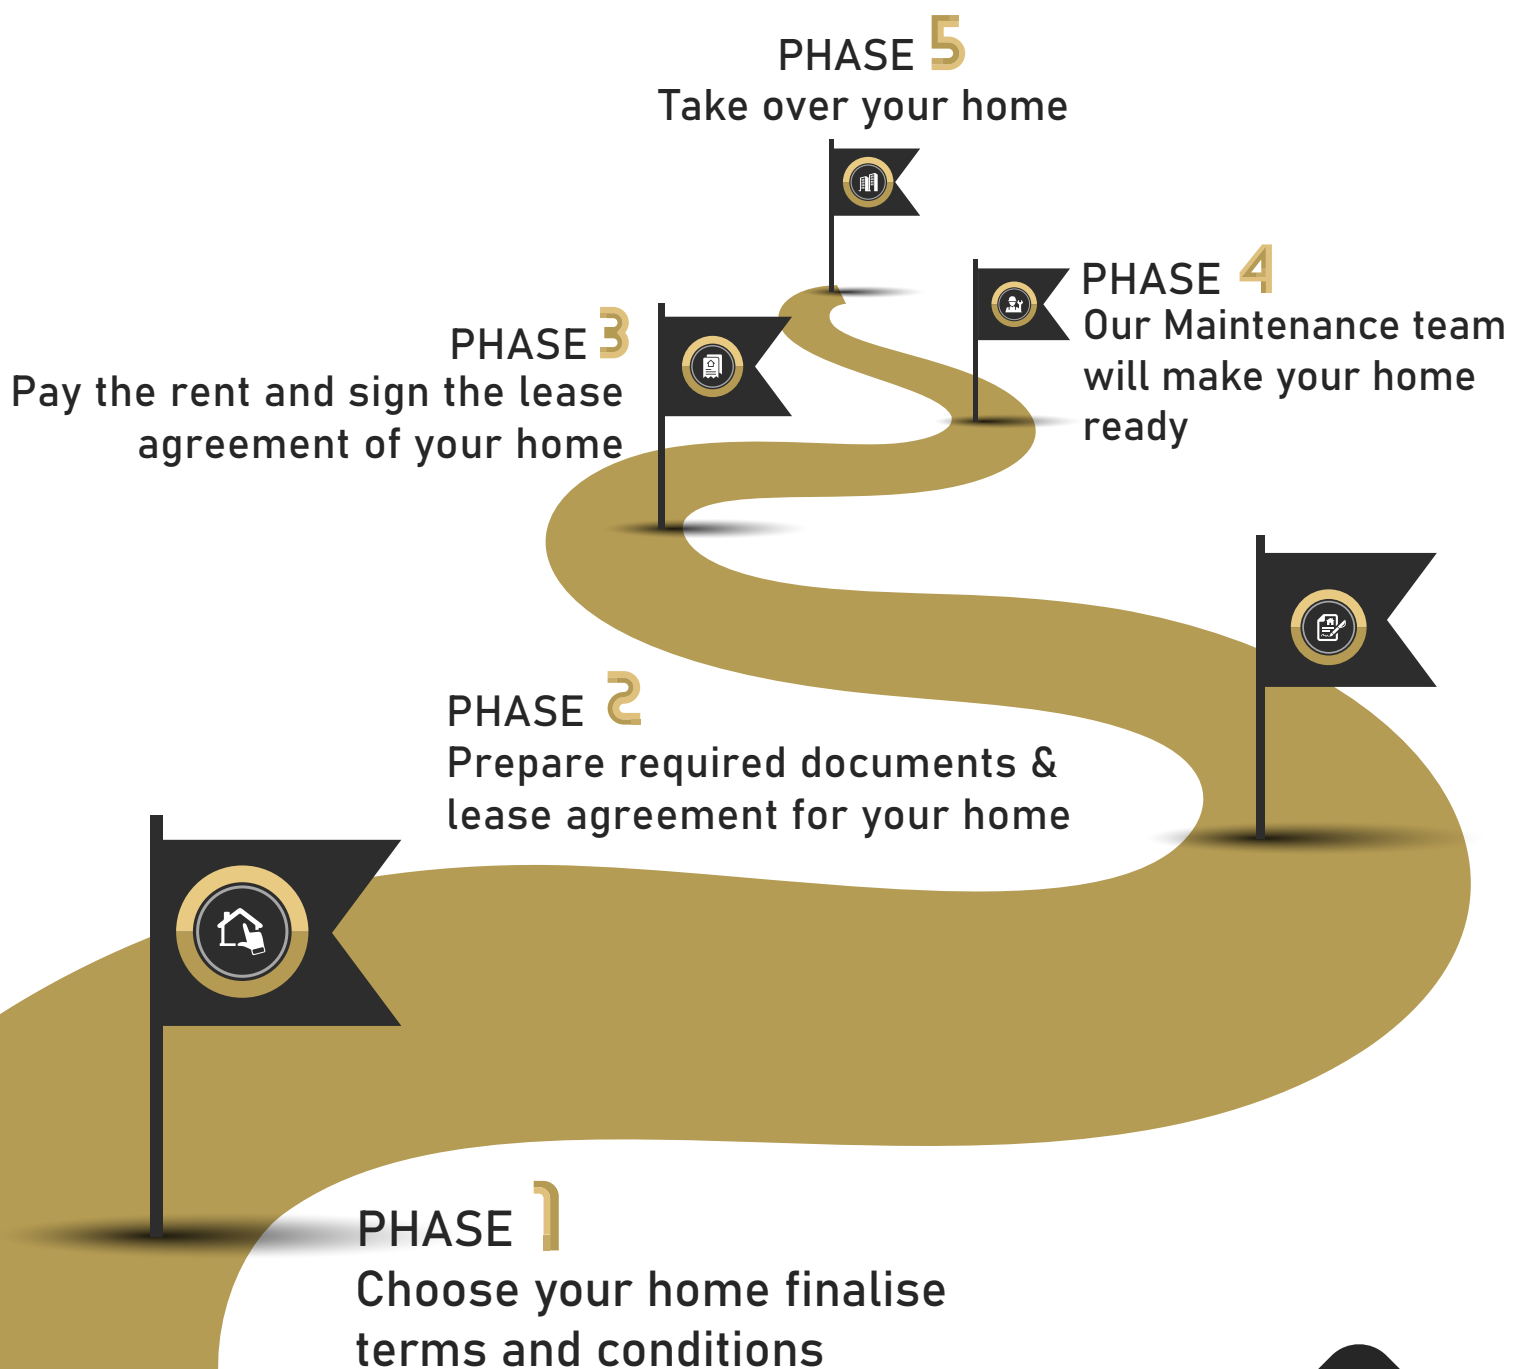 PHASE 5
Take over your home
PHASE 4
Our Maintenance team
will make your home
ready
PHASE 3
Pay the rent and sign the lease
agreement of your home
PHASE 2
Prepare required documents &
lease agreement for your home
PHASE 1
Choose your home finalise
terms and conditions